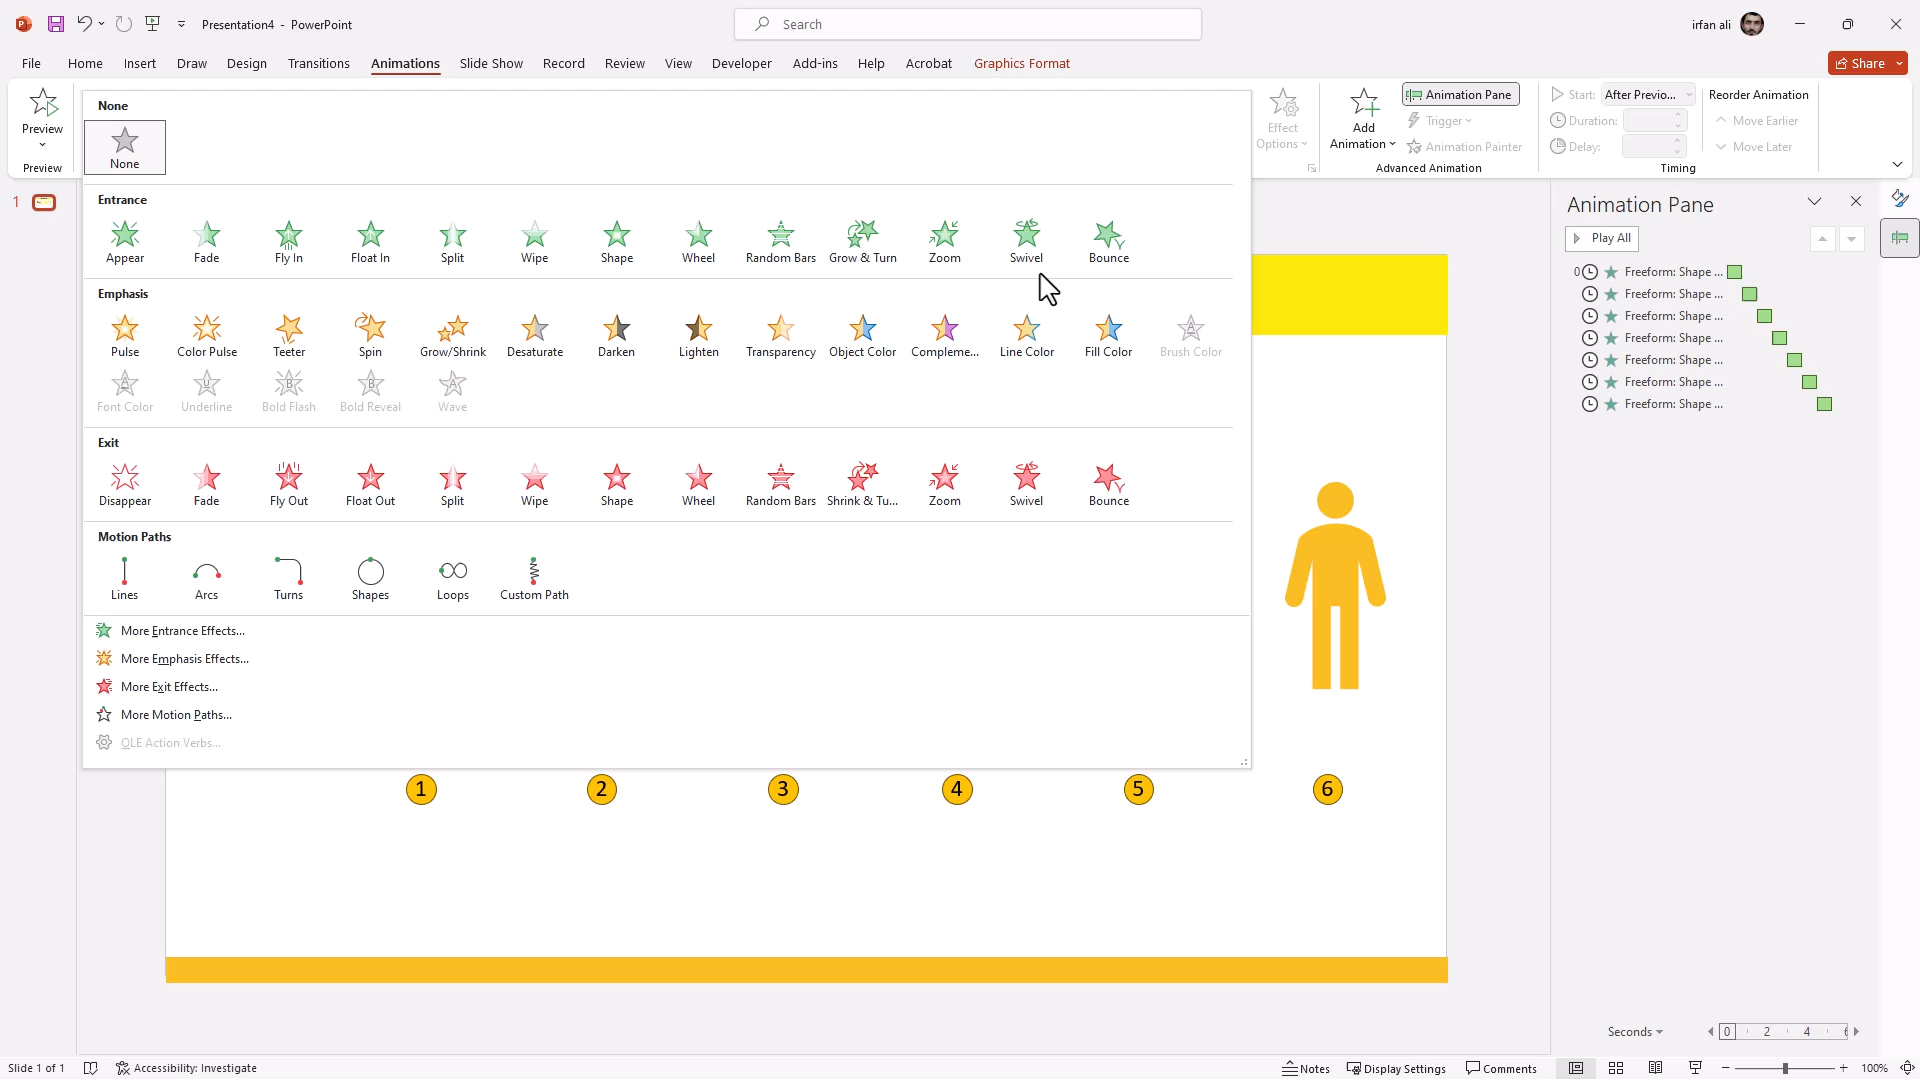 Presentation4 - PowerPoint
Search
irfan ali
File Home Insert Draw Design Transitions Animations Slide Show Record Review View Developer Add-ins Help Acrobat Graphics Format
Share
Preview
Preview
Effect
Options
Add
Animation
Animation Pane
Trigger
Animation Painter
Advanced Animation
Start: After Previo...
Duration:
Delay:
Timing
Reorder Animation
Move Earlier
Move Later
None
None
Entrance
Appear Fade Fly In Float In Split Wipe Shape Wheel Random Bars Grow & Turn Zoom Swivel Bounce
Emphasis
Pulse Color Pulse Teeter Spin Grow/Shrink Desaturate Darken Lighten Transparency Object Color Compleme... Line Color Fill Color Brush Color
Font Color Underline Bold Flash Bold Reveal Wave
Exit
Disappear Fade Fly Out Float Out Split Wipe Shape Wheel Random Bars Shrink & Tu... Zoom Swivel Bounce
Motion Paths
Lines Arcs Turns Shapes Loops Custom Path
More Entrance Effects...
More Emphasis Effects...
More Exit Effects...
More Motion Paths...
OLE Action Verbs...
1
1 2 3 4 5 6
Animation Pane
Play All
0 Freeform: Shape ...
Freeform: Shape ...
Freeform: Shape ...
Freeform: Shape ...
Freeform: Shape ...
Freeform: Shape ...
Freeform: Shape ...
Seconds 0 2 4 6
Slide 1 of 1 Accessibility: Investigate Notes Display Settings Comments 100%